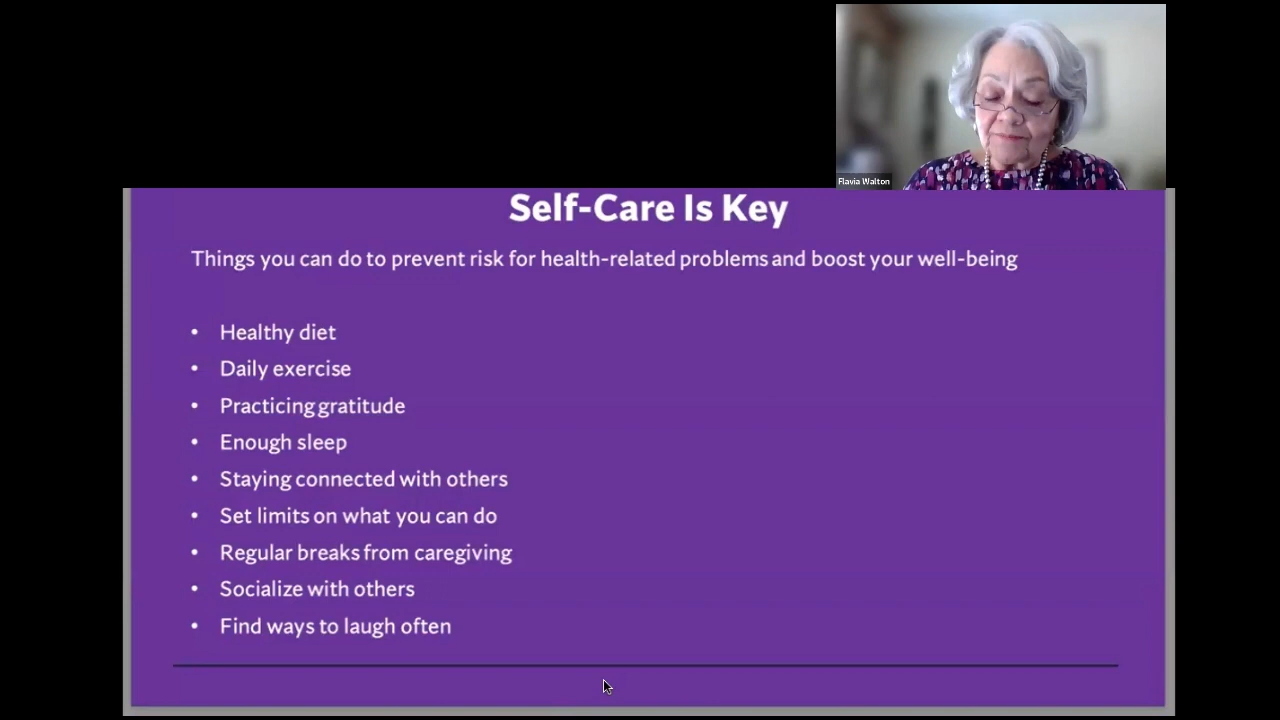 Flavia Walton
Self-Care Is Key
Things you can do to prevent risk for health-related problems and boost your well-being
• Healthy diet
• Daily exercise
• Practicing gratitude
• Enough sleep
• Staying connected with others
• Set limits on what you can do
• Regular breaks from caregiving
• Socialize with others
• Find ways to laugh often